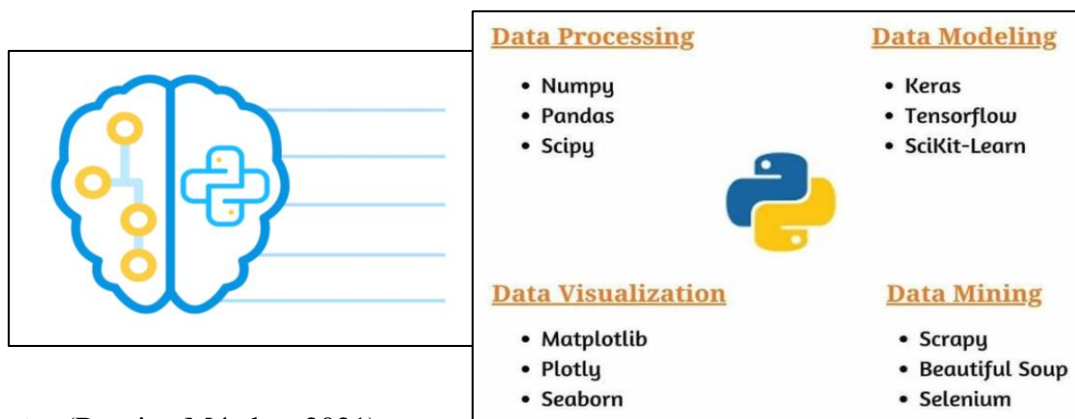 Data Processing
• Numpy
• Pandas
• Scipy
Data Modeling
• Keras
• Tensorflow
• SciKit-Learn
Data Visualization
• Matplotlib
• Plotly
• Seaborn
Data Mining
• Scrapy
• Beautiful Soup
• Selenium
2021)